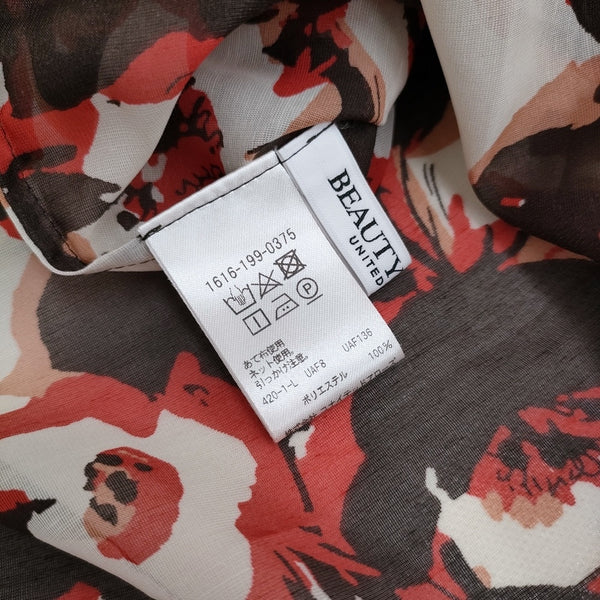 BEAUTY
UNITED
1616-199-0375
あて布使用
ネット使用。
引っかけ注意
420-1-L UAF8 UAF136
ポリエステル 100%